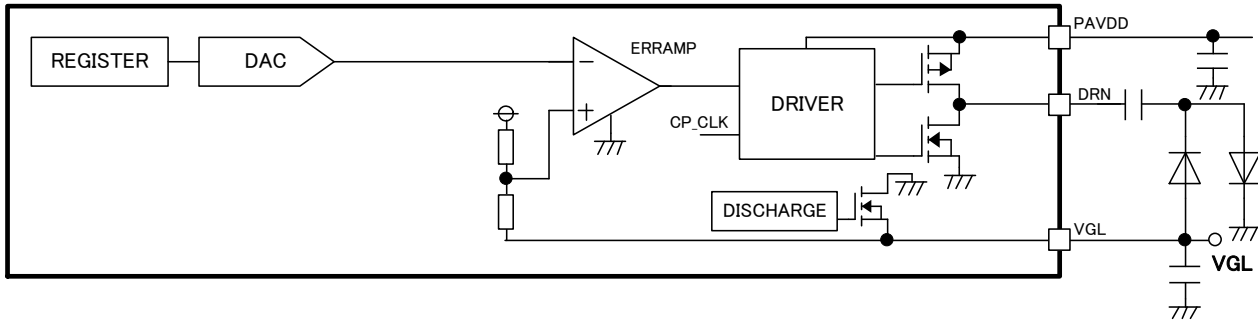 PAVDD
REGISTER
DAC
ERRAMP
DRIVER
CP_CLK
DRN
DISCHARGE
VGL
VGL